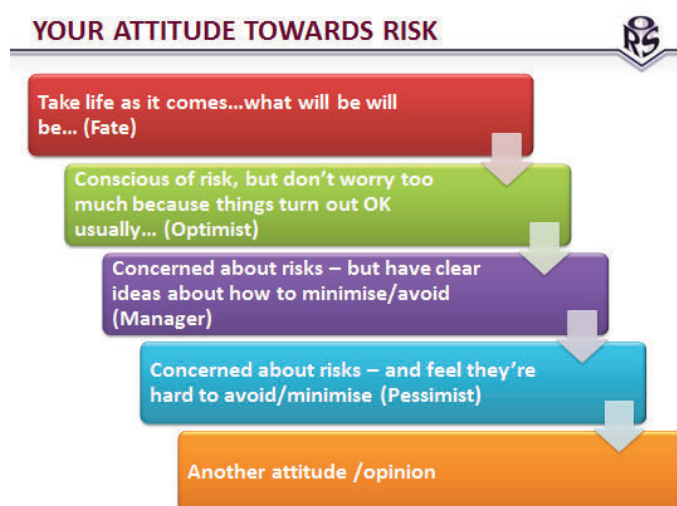 YOUR ATTITUDE TOWARDS RISK
ORS
Take life as it comes...what will be will
be... (Fate)
Conscious of risk, but don't worry too
much because things turn out OK
usually... (Optimist)
Concerned about risks – but have clear
ideas about how to minimise/avoid
(Manager)
Concerned about risks – and feel they're
hard to avoid/minimise (Pessimist)
Another attitude /opinion